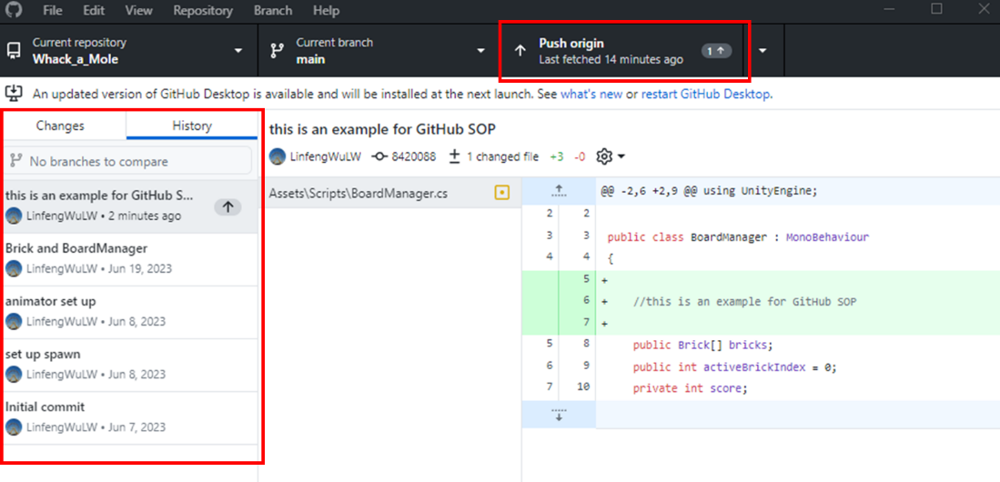 File Edit View Repository Branch Help
Current repository
Whack_a_Mole
Current branch
main
Push origin
Last fetched 14 minutes ago
1
An updated version of GitHub Desktop is available and will be installed at the next launch. See what's new or restart GitHub Desktop.
Changes History
No branches to compare
this is an example for GitHub S...
LinfengWuLW • 2 minutes ago
Brick and BoardManager
LinfengWuLW • Jun 19, 2023
animator set up
LinfengWuLW • Jun 8, 2023
set up spawn
LinfengWuLW • Jun 8, 2023
Initial commit
LinfengWuLW • Jun 7, 2023
this is an example for GitHub SOP
LinfengWuLW 8420088 1 changed file +3 -0
Assets\Scripts\BoardManager.cs
@@ -2,6 +2,9 @@ using UnityEngine;
2 2
3 3 public class BoardManager : MonoBehaviour
4 4 {
5 +
6 + //this is an example for GitHub SOP
7 +
5 8 public Brick[] bricks;
6 9 public int activeBrickIndex = 0;
7 10 private int score;